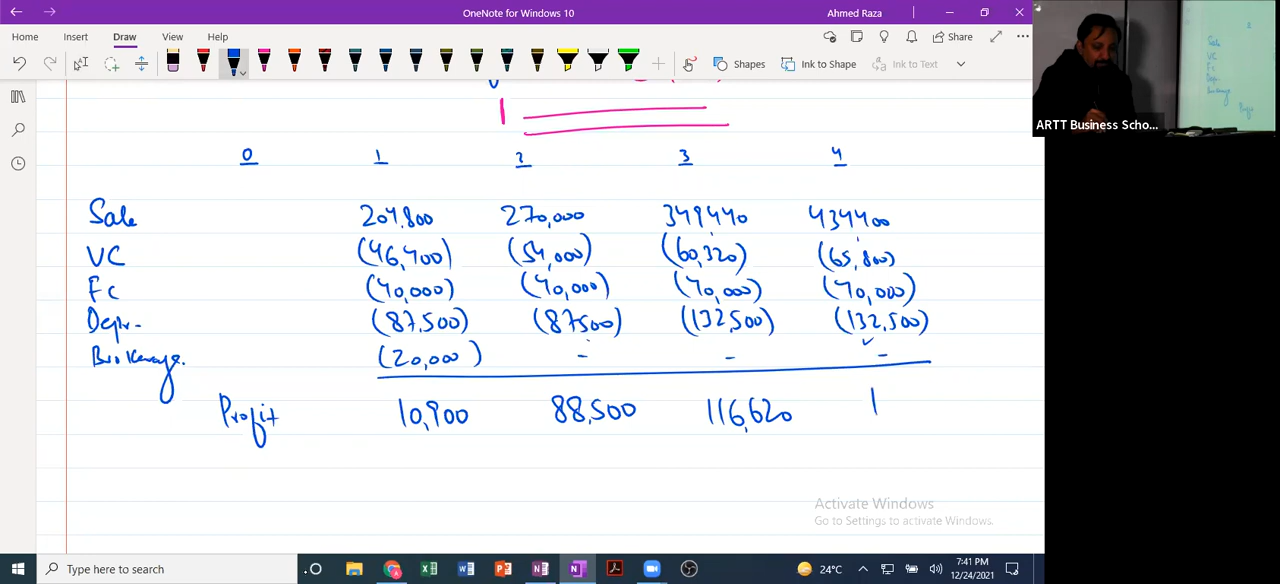 OneNote for Windows 10
Ahmed Raza
Home Insert Draw View Help
Share
Shapes Ink to Shape Ink to Text
ARTT Business Scho...
0 1 2 3 4
Sale 204,800 270,000 349,440 434400
VC (46,400) (54,000) (60,320) (65,800)
FC (40,000) (40,000) (40,000) (40,000)
Depr. (87,500) (87500) (132,500) (132,500)
Brokerage. (20,000) - - -
Profit 10,900 88,500 116,620 1
Activate Windows
Go to Settings to activate Windows.
Type here to search
24°C
7:41 PM
12/24/2021